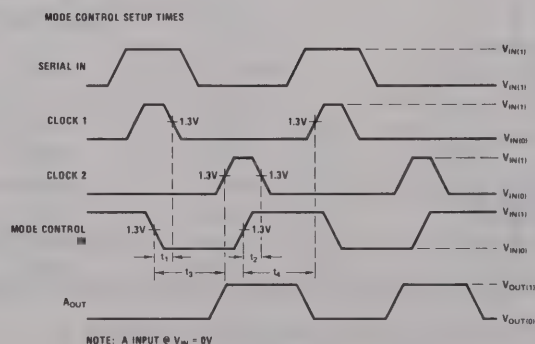 MODE CONTROL SETUP TIMES
SERIAL IN
VIN(1)
VIN(1)
CLOCK 1
1.3V
1.3V
VIN(1)
VIN(0)
CLOCK 2
1.3V
1.3V
VIN(1)
VIN(0)
MODE CONTROL
1.3V
1.3V
VIN(1)
VIN(0)
t1
t2
t3
t4
AOUT
VOUT(1)
VOUT(0)
NOTE: A INPUT @ VIN = 0V